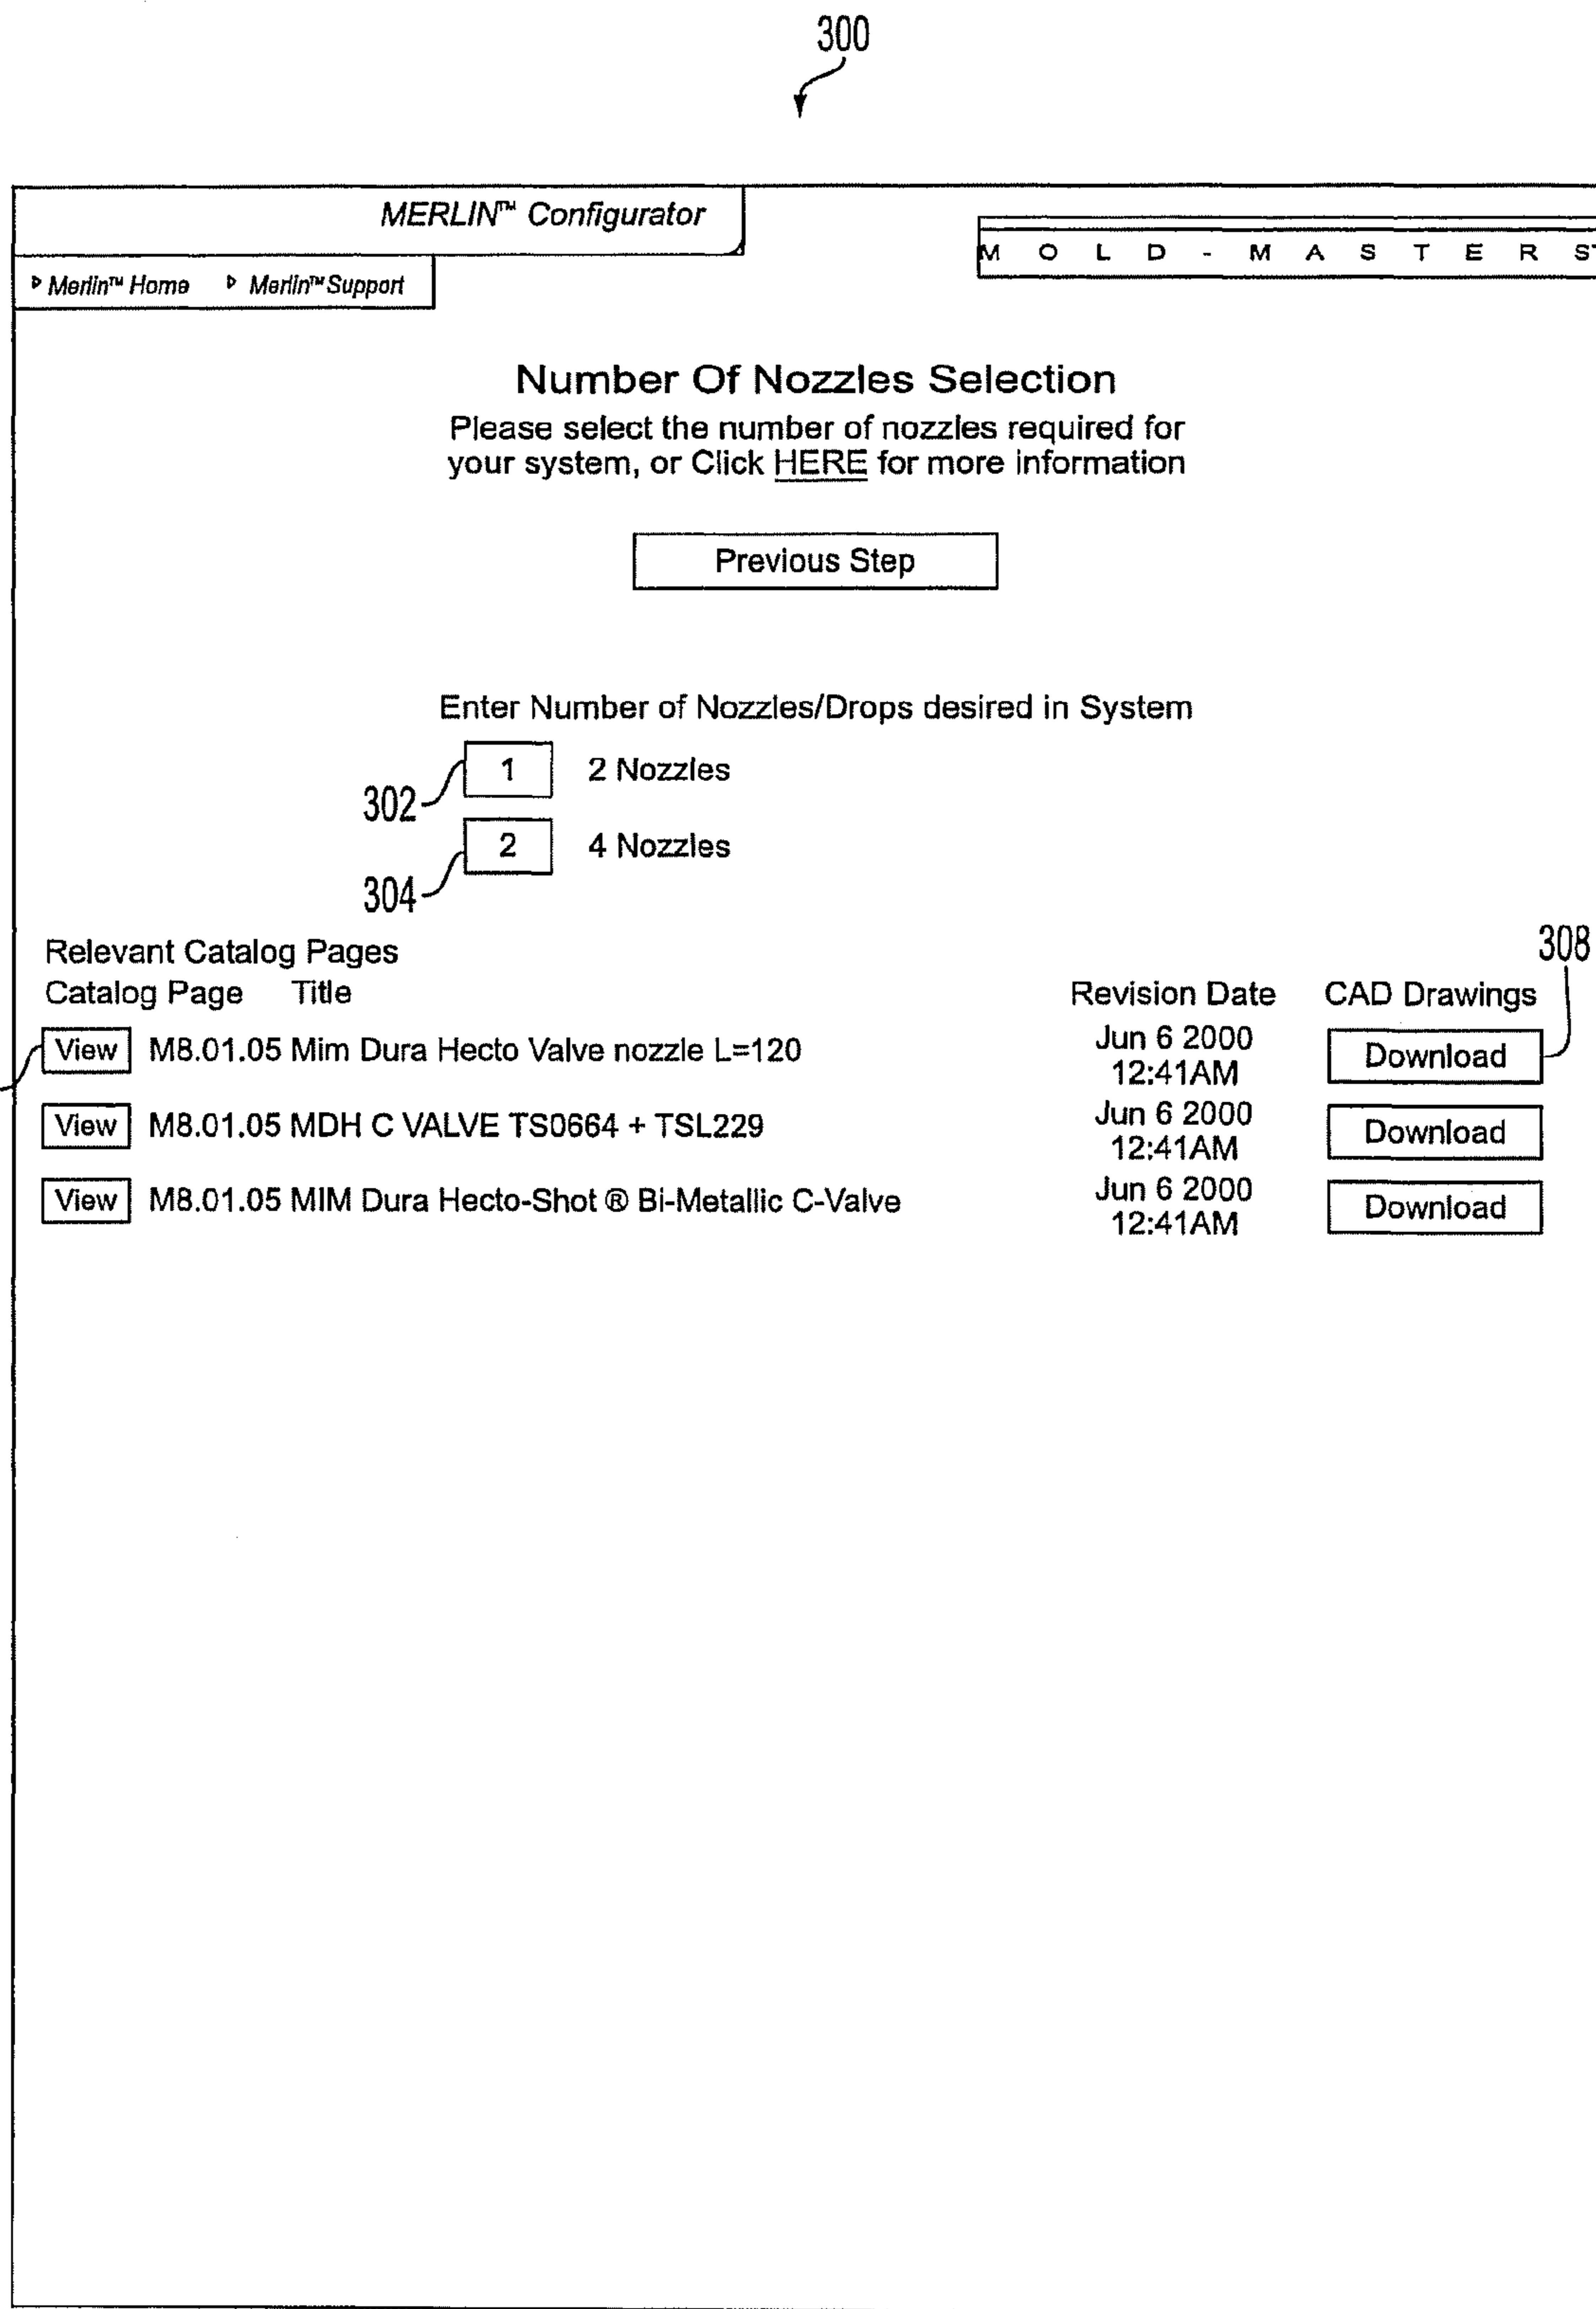 300
MERLIN™ Configurator
M O L D - M A S T E R S
▹ Merlin™ Home ▹ Merlin™ Support
Number Of Nozzles Selection
Please select the number of nozzles required for
your system, or Click HERE for more information
Previous Step
Enter Number of Nozzles/Drops desired in System
1 2 Nozzles
302
2 4 Nozzles
304
Relevant Catalog Pages
308
Catalog Page Title Revision Date CAD Drawings
View M8.01.05 Mim Dura Hecto Valve nozzle L=120 Jun 6 2000 12:41AM Download
View M8.01.05 MDH C VALVE TS0664 + TSL229 Jun 6 2000 12:41AM Download
View M8.01.05 MIM Dura Hecto-Shot ® Bi-Metallic C-Valve Jun 6 2000 12:41AM Download